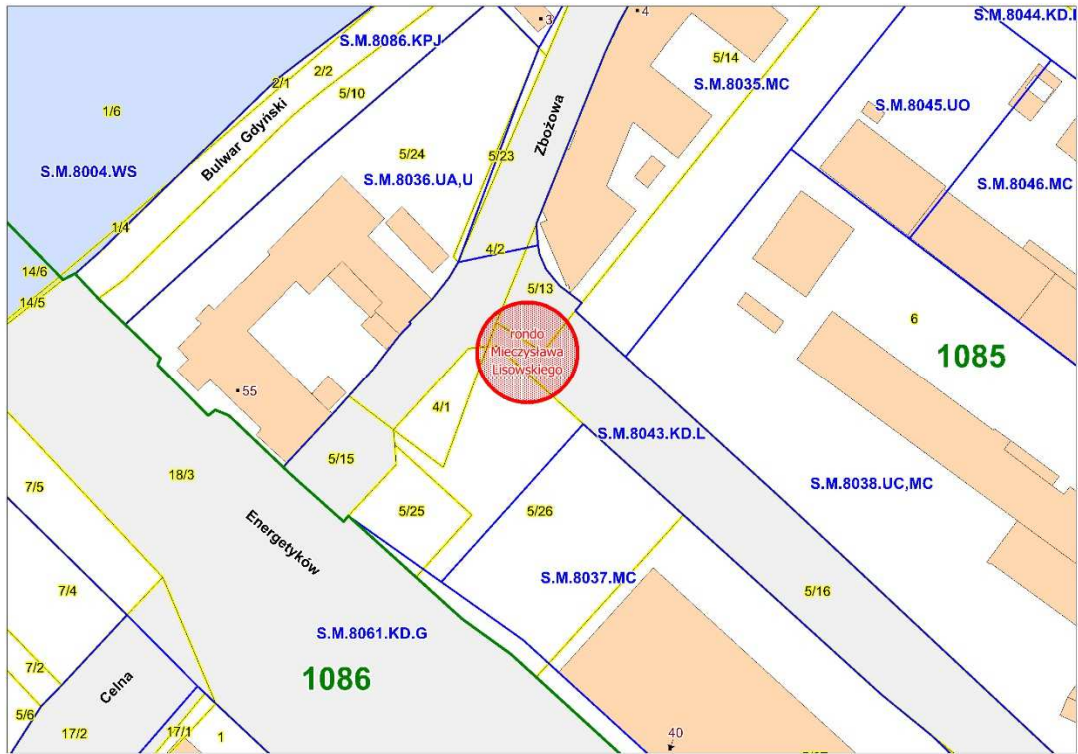 3
4
S.M.8044.KD.
S.M.8086.KPJ
2/2
2/1
5/10
5/14
S.M.8035.MC
1/6
Bulwar Gdyński
Zbożowa
S.M.8045.UO
5/24
5/23
S.M.8004.WS
S.M.8036.UA,U
S.M.8046.MC
1/4
4/2
14/6
14/5
5/13
6
rondo
Mieczysława
Lisowskiego
1085
55
4/1
S.M.8043.KD.L
5/15
18/3
7/5
S.M.8038.UC,MC
5/25
5/26
Energetyków
S.M.8037.MC
7/4
5/16
S.M.8061.KD.G
7/2
1086
Celna
5/6
17/2
17/1
1
40